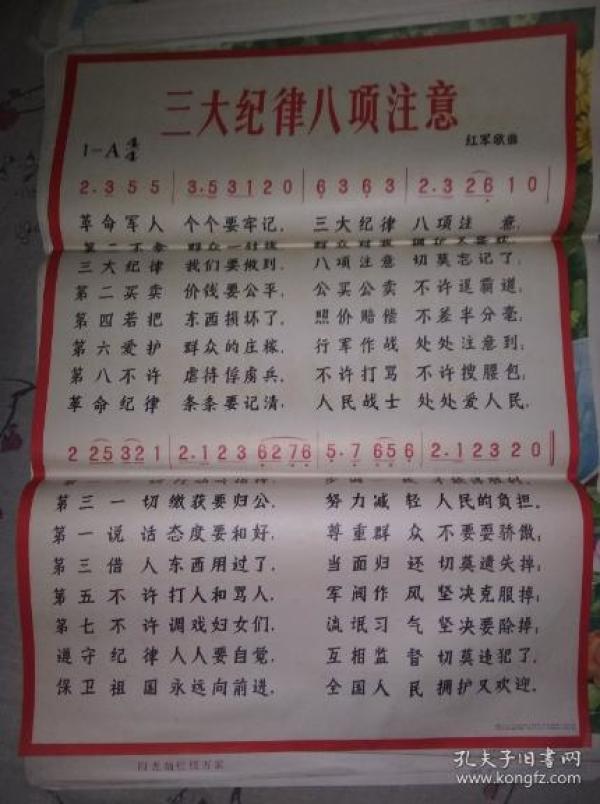 三大纪律八项注意
1=A 4/4
红军歌曲
2.3 5 5 | 3.5 3 1 2 0 | 6 3 6 3 | 2.3 2 6 1 0
革命军人 个个要牢记, 三大纪律 八项注 意,
三大纪律 我们要做到, 八项注意 切莫忘记了;
第二买卖 价钱要公平, 公买公卖 不许逞霸道;
第四若把 东西损坏了, 照价赔偿 不差半分毫;
第六爱护 群众的庄稼, 行军作战 处处注意到;
第八不许 虐待俘虏兵, 不许打骂 不许搜腰包;
革命纪律 条条要记清, 人民战士 处处爱人民,
2 2 5 3 2 1 | 2.1 2 3 6 2 7 6 | 5.7 6 5 6 | 2.1 2 3 2 0
第三一 切缴获要归公, 努力减 轻 人民的负担.
第一说 话态度要和好, 尊重群 众 不要耍骄傲;
第三借 人东西用过了, 当面归 还 切莫遗失掉;
第五不 许打人和骂人, 军阀作 风 坚决克服掉;
第七不 许调戏妇女们, 流氓习 气 坚决要除掉;
遵守纪 律人人要自觉, 互相监 督 切莫违犯了,
保卫祖 国永远向前进, 全国人 民 拥护又欢迎.
孔夫子旧书网
www.kongfz.com